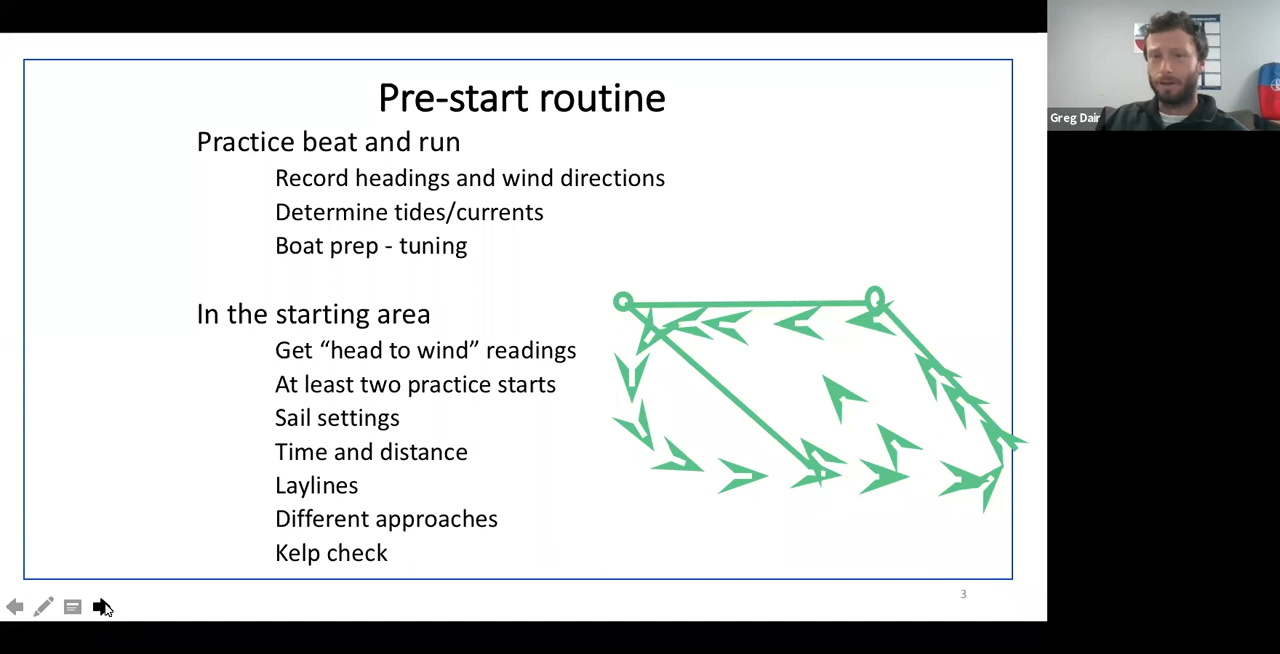 Pre-start routine
Practice beat and run
Record headings and wind directions
Determine tides/currents
Boat prep - tuning
In the starting area
Get “head to wind” readings
At least two practice starts
Sail settings
Time and distance
Laylines
Different approaches
Kelp check
3
Greg Dair